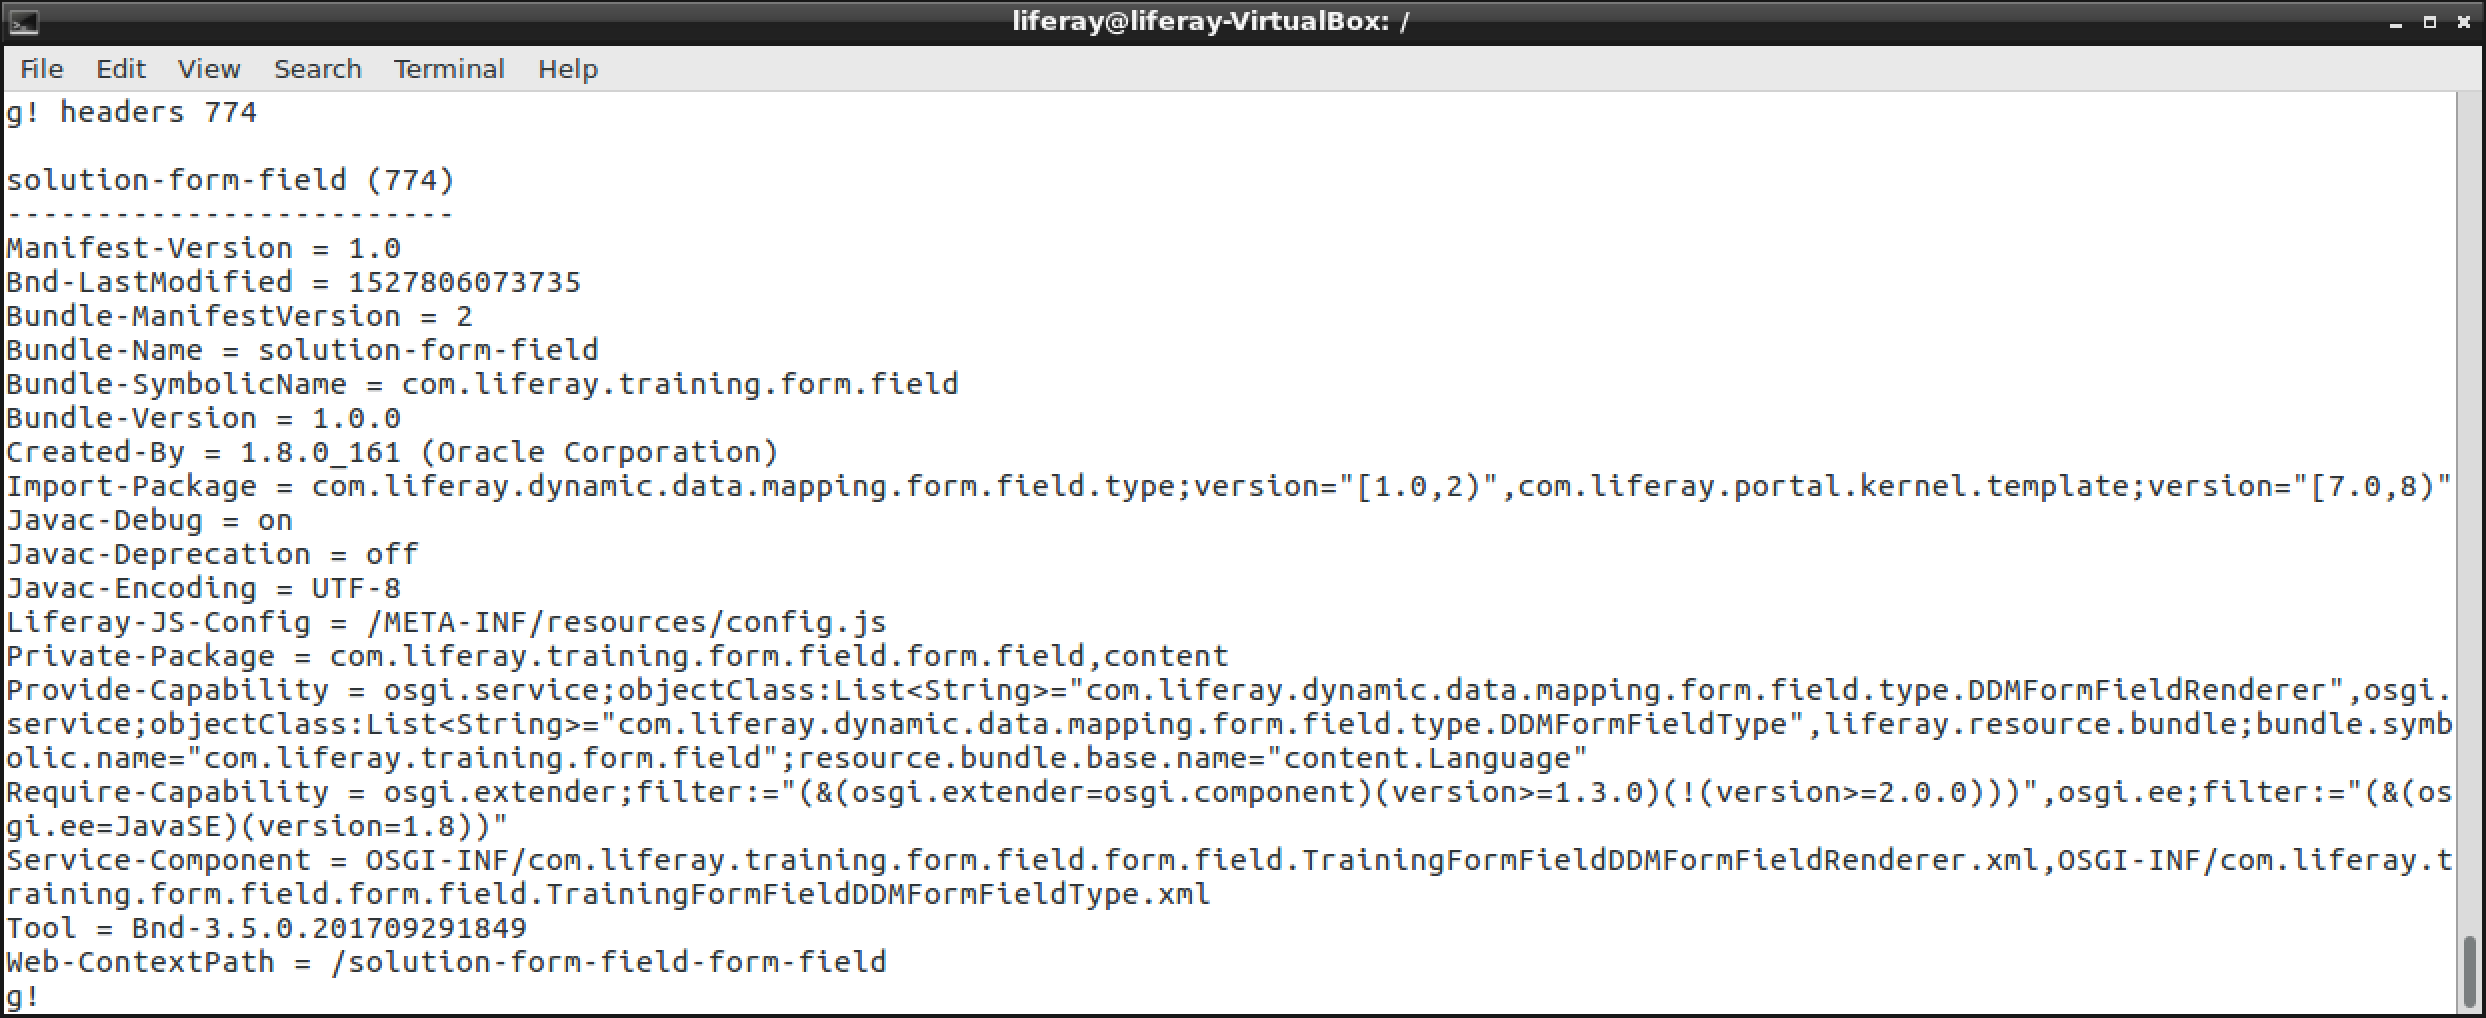 liferay@liferay-VirtualBox: /
File Edit View Search Terminal Help
g! headers 774
solution-form-field (774)
-------------------------
Manifest-Version = 1.0
Bnd-LastModified = 1527806073735
Bundle-ManifestVersion = 2
Bundle-Name = solution-form-field
Bundle-SymbolicName = com.liferay.training.form.field
Bundle-Version = 1.0.0
Created-By = 1.8.0_161 (Oracle Corporation)
Import-Package = com.liferay.dynamic.data.mapping.form.field.type;version="[1.0,2)",com.liferay.portal.kernel.template;version="[7.0,8)"
Javac-Debug = on
Javac-Deprecation = off
Javac-Encoding = UTF-8
Liferay-JS-Config = /META-INF/resources/config.js
Private-Package = com.liferay.training.form.field.form.field,content
Provide-Capability = osgi.service;objectClass:List<String>="com.liferay.dynamic.data.mapping.form.field.type.DDMFormFieldRenderer",osgi.
service;objectClass:List<String>="com.liferay.dynamic.data.mapping.form.field.type.DDMFormFieldType",liferay.resource.bundle;bundle.symb
olic.name="com.liferay.training.form.field";resource.bundle.base.name="content.Language"
Require-Capability = osgi.extender;filter:="(&(osgi.extender=osgi.component)(version>=1.3.0)(!(version>=2.0.0)))",osgi.ee;filter:="(&(os
gi.ee=JavaSE)(version=1.8))"
Service-Component = OSGI-INF/com.liferay.training.form.field.form.field.TrainingFormFieldDDMFormFieldRenderer.xml,OSGI-INF/com.liferay.t
raining.form.field.form.field.TrainingFormFieldDDMFormFieldType.xml
Tool = Bnd-3.5.0.201709291849
Web-ContextPath = /solution-form-field-form-field
g!